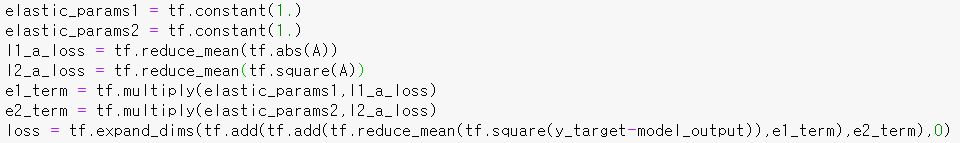 elastic_params1 = tf.constant(1.)
elastic_params2 = tf.constant(1.)
l1_a_loss = tf.reduce_mean(tf.abs(A))
l2_a_loss = tf.reduce_mean(tf.square(A))
e1_term = tf.multiply(elastic_params1,l1_a_loss)
e2_term = tf.multiply(elastic_params2,l2_a_loss)
loss = tf.expand_dims(tf.add(tf.add(tf.reduce_mean(tf.square(y_target-model_output)),e1_term),e2_term),0)